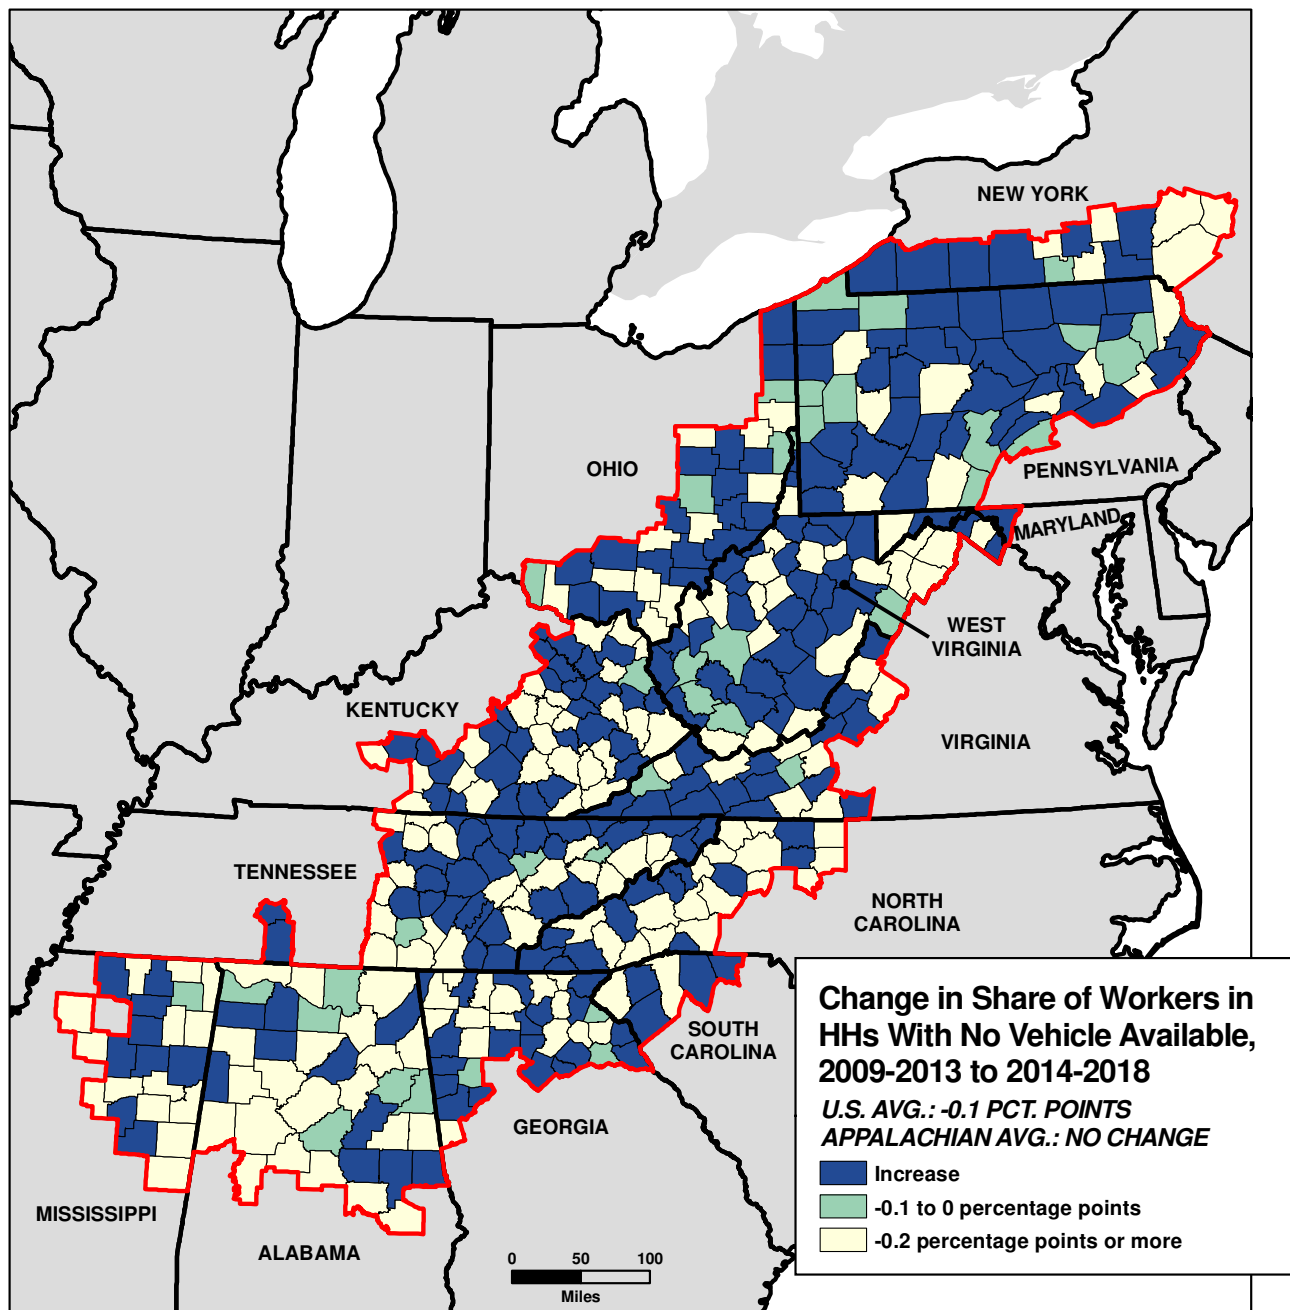 NEW YORK
OHIO
PENNSYLVANIA
MARYLAND
WEST
VIRGINIA
KENTUCKY
VIRGINIA
TENNESSEE
NORTH
CAROLINA
SOUTH
CAROLINA
GEORGIA
MISSISSIPPI
ALABAMA
0 50 100
Miles
Change in Share of Workers in
HHs With No Vehicle Available,
2009-2013 to 2014-2018
U.S. AVG.: -0.1 PCT. POINTS
APPALACHIAN AVG.: NO CHANGE
Increase
-0.1 to 0 percentage points
-0.2 percentage points or more